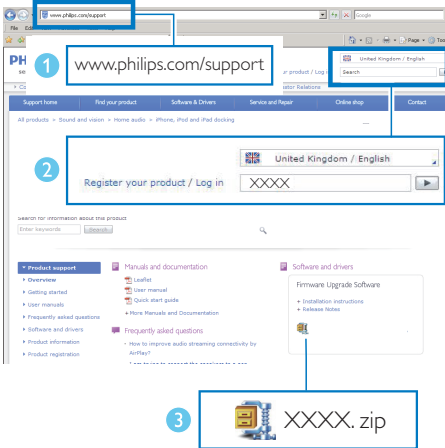 www.philips.com/support
Google
File
Page
PH
1
www.philips.com/support
United Kingdom / English
Search
Support home
Find your product
Software & Drivers
Service and Repair
Online shop
Contact
All products > Sound and vision > Home audio > iPhone, iPod and iPad docking
2
United Kingdom / English
Register your product / Log in
XXXX
Search for information about this product
Enter keywords
Search
Product support
Overview
Getting started
User manuals
Frequently asked questions
Software and drivers
Product information
Product registration
Manuals and documentation
Leaflet
User manual
Quick start guide
+ More Manuals and Documentation
Frequently asked questions
- How to improve audio streaming connectivity by
AirPlay?
Software and drivers
Firmware Upgrade Software
+ Installation instructions
+ Release Notes
3
XXXX.zip